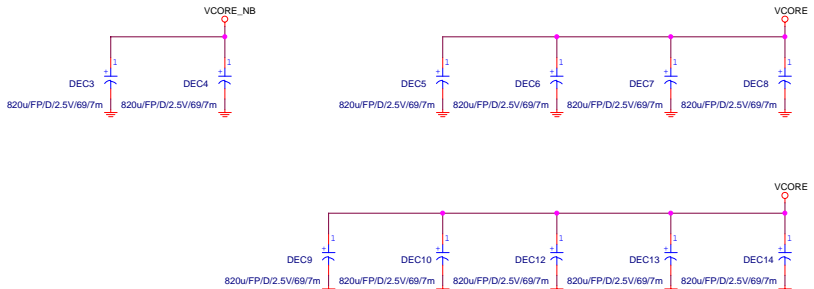 VCORE_NB
VCORE
1 1 1 1 1 1
+ + + + + +
DEC3 DEC4 DEC5 DEC6 DEC7 DEC8
820u/FP/D/2.5V/69/7m 820u/FP/D/2.5V/69/7m 820u/FP/D/2.5V/69/7m 820u/FP/D/2.5V/69/7m 820u/FP/D/2.5V/69/7m 820u/FP/D/2.5V/69/7m
VCORE
1 1 1 1 1
+ + + + +
DEC9 DEC10 DEC12 DEC13 DEC14
820u/FP/D/2.5V/69/7m 820u/FP/D/2.5V/69/7m 820u/FP/D/2.5V/69/7m 820u/FP/D/2.5V/69/7m 820u/FP/D/2.5V/69/7m